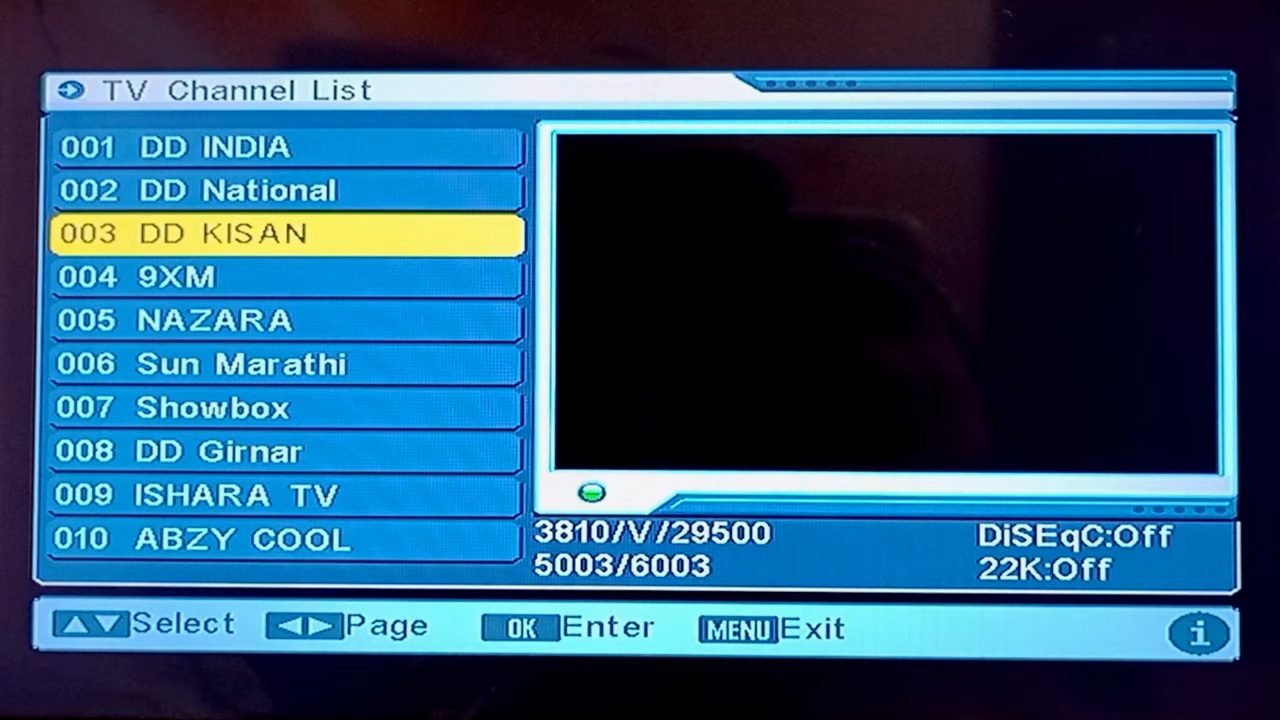 TV Channel List
001 DD INDIA
002 DD National
003 DD KISAN
004 9XM
005 NAZARA
006 Sun Marathi
007 Showbox
008 DD Girnar
009 ISHARA TV
010 ABZY COOL
3810/V/29500 DiSEqC:Off
5003/6003 22K:Off
Select Page OK Enter MENU Exit i